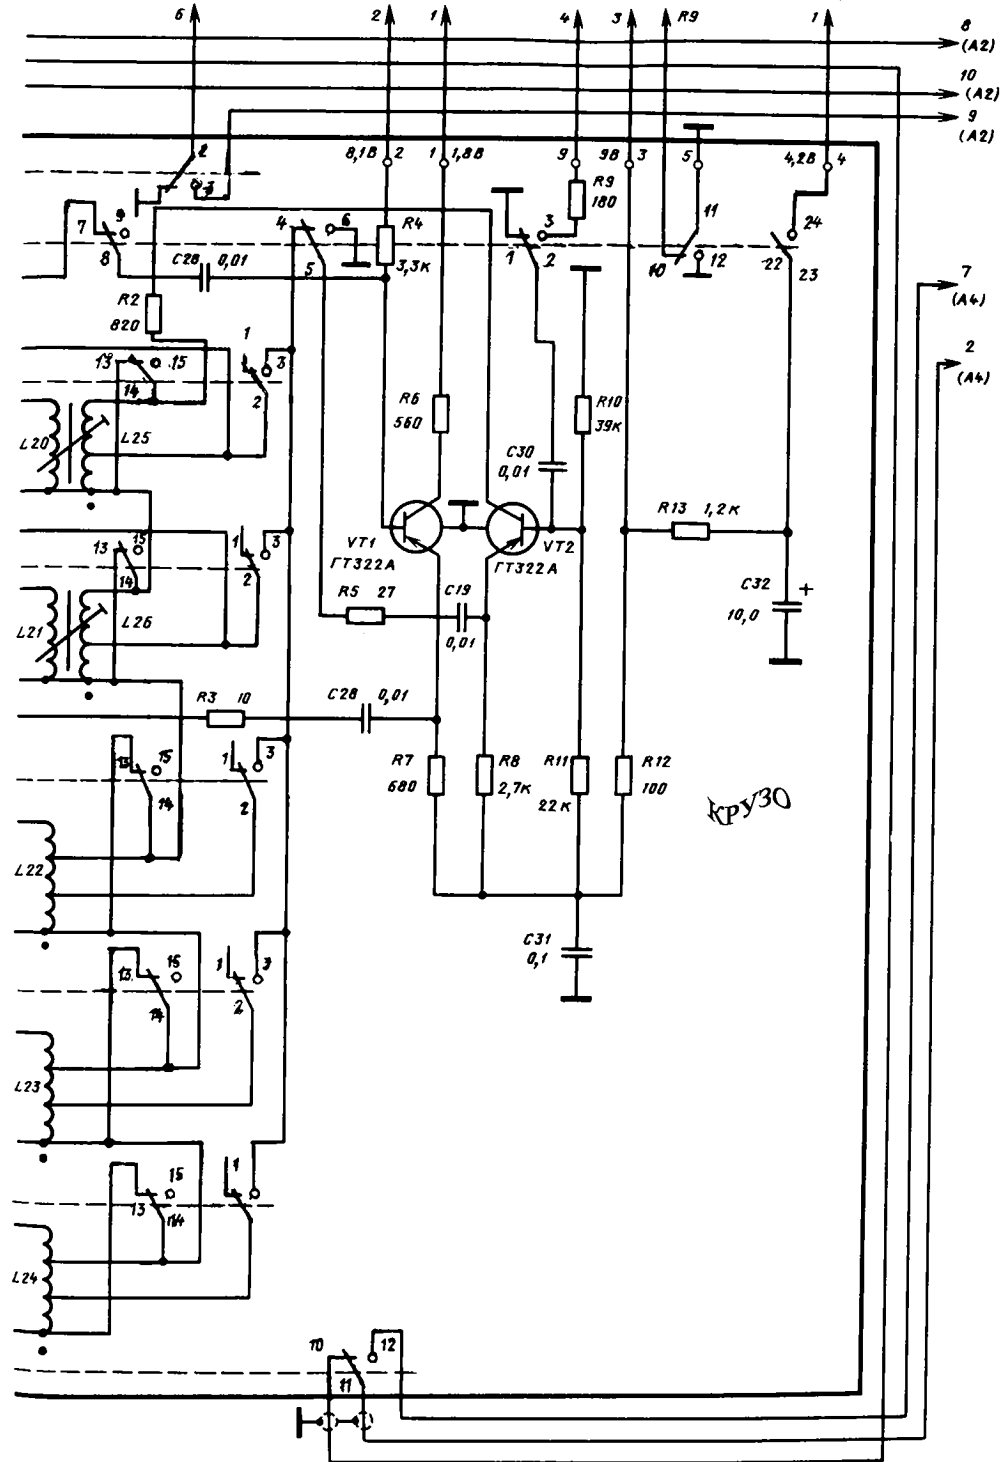 6 2 1 4 3 R9 1
8
(A2)
10
(A2)
9
(A2)
2
3
8,1В 2 1 1,8В 9 9В 3 5 4,2В 4
R9
180
7 9
8
C28 0,01
4 6
5
R4
3,3к
3
1 2
11
10 12
24
22
23
7
(A4)
2
(A4)
R2
820
13 15
14
1
3
2
L20 L25
R6
560
R10
39к
C30
0,01
R13 1,2к
13 15
14
1 3
2
VT1
ГТ322А
VT2
ГТ322А
R5 27 C19
0,01
C32 +
10,0
L21 L26
R3 10 C28 0,01
13 15
14
1 3
2
R7
680
R8
2,7к
R11
22к
R12
100
КРУЗО
L22
C31
0,1
13 15
14
1 3
2
L23
13 15
14
1
L24
10 12
11